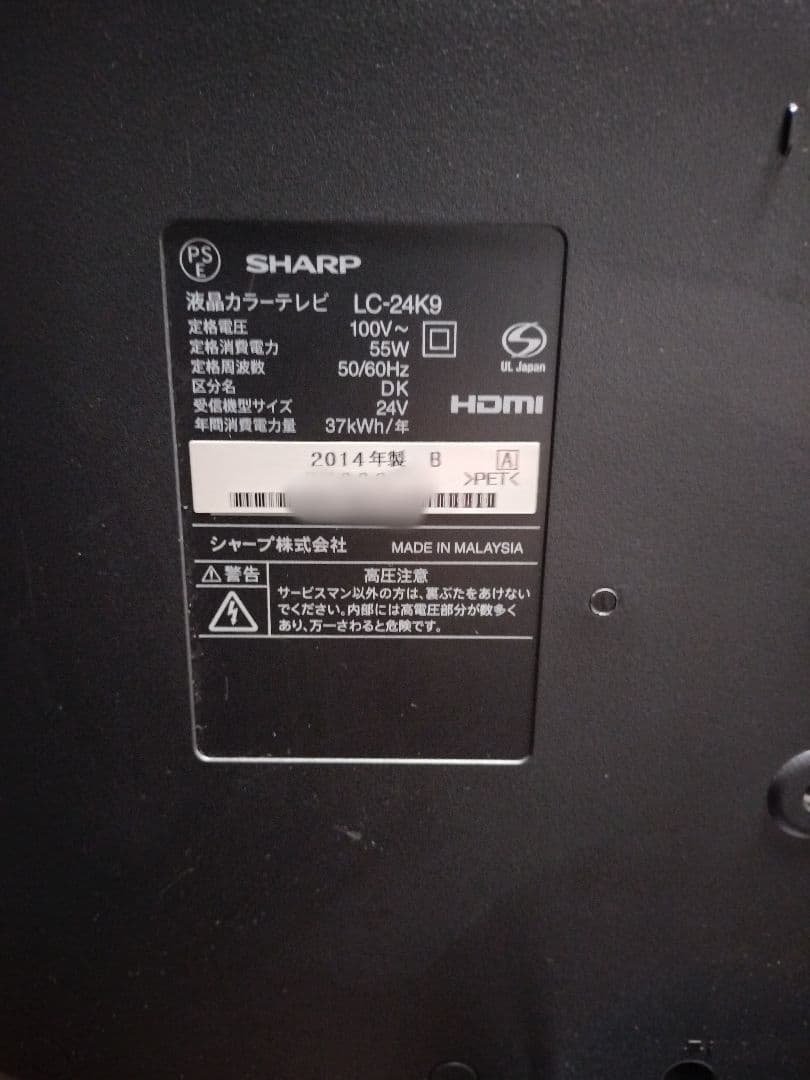 PSE SHARP
液晶カラーテレビ LC-24K9
定格電圧 100V～
定格消費電力 55W
定格周波数 50/60Hz
区分名 DK
受信機型サイズ 24V
年間消費電力量 37kWh/年
UL Japan
HDMI
2014年製 B A
>PET<
シャープ株式会社 MADE IN MALAYSIA
警告 高圧注意
サービスマン以外の方は、裏ぶたをあけない
でください。内部には高電圧部分が数多く
あり、万一さわると危険です。